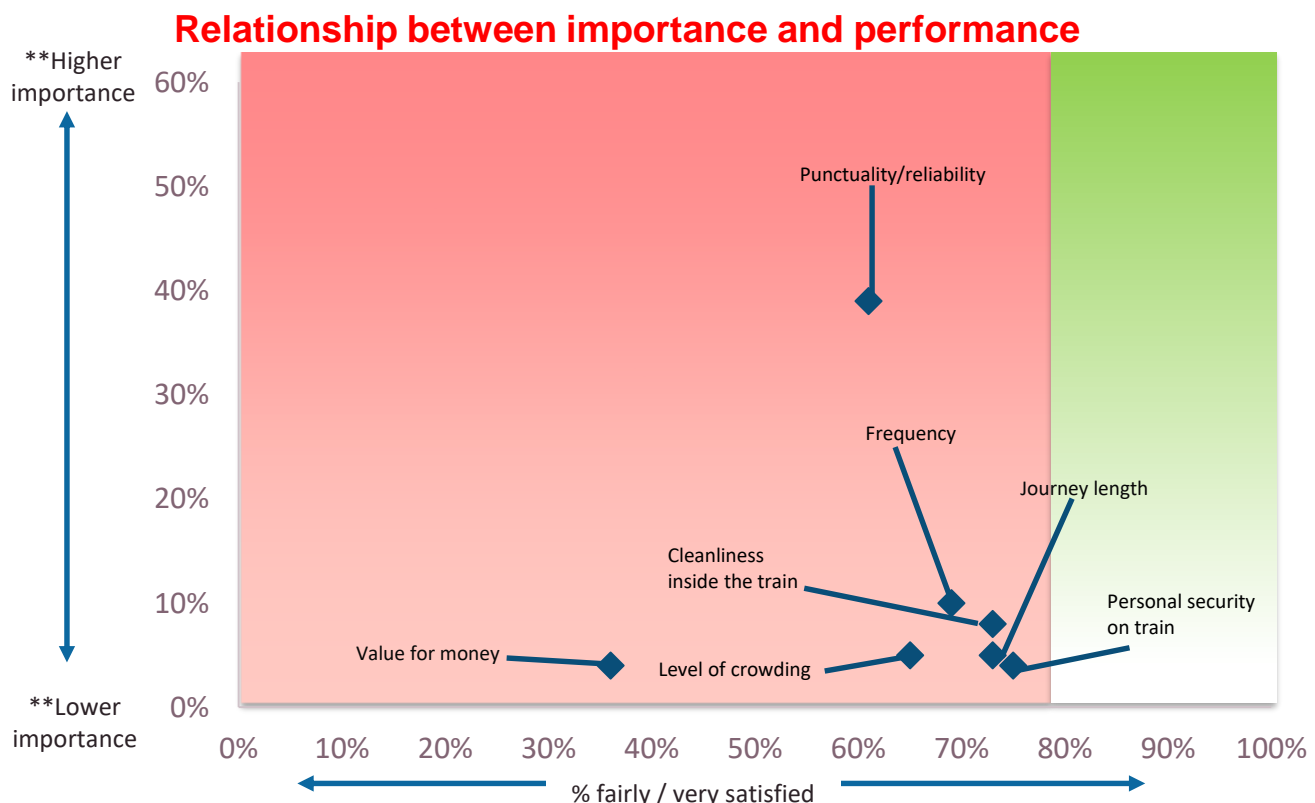 Relationship between importance and performance
**Higher
importance
60%
50%
40%
30%
20%
10%
0%
**Lower
importance
Punctuality/reliability
Frequency
Journey length
Cleanliness
inside the train
Personal security
on train
Value for money
Level of crowding
0% 10% 20% 30% 40% 50% 60% 70% 80% 90% 100%
% fairly / very satisfied